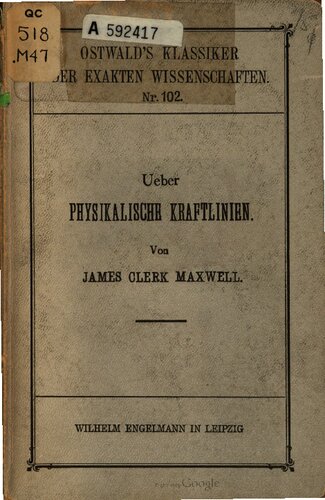 QC
518
.M47
A 592417
OSTWALD'S KLASSIKER
DER EXAKTEN WISSENSCHAFTEN.
Nr. 102.
Ueber
PHYSIKALISCHE KRAFTLINIEN.
Von
JAMES CLERK MAXWELL.
WILHELM ENGELMANN IN LEIPZIG
Google